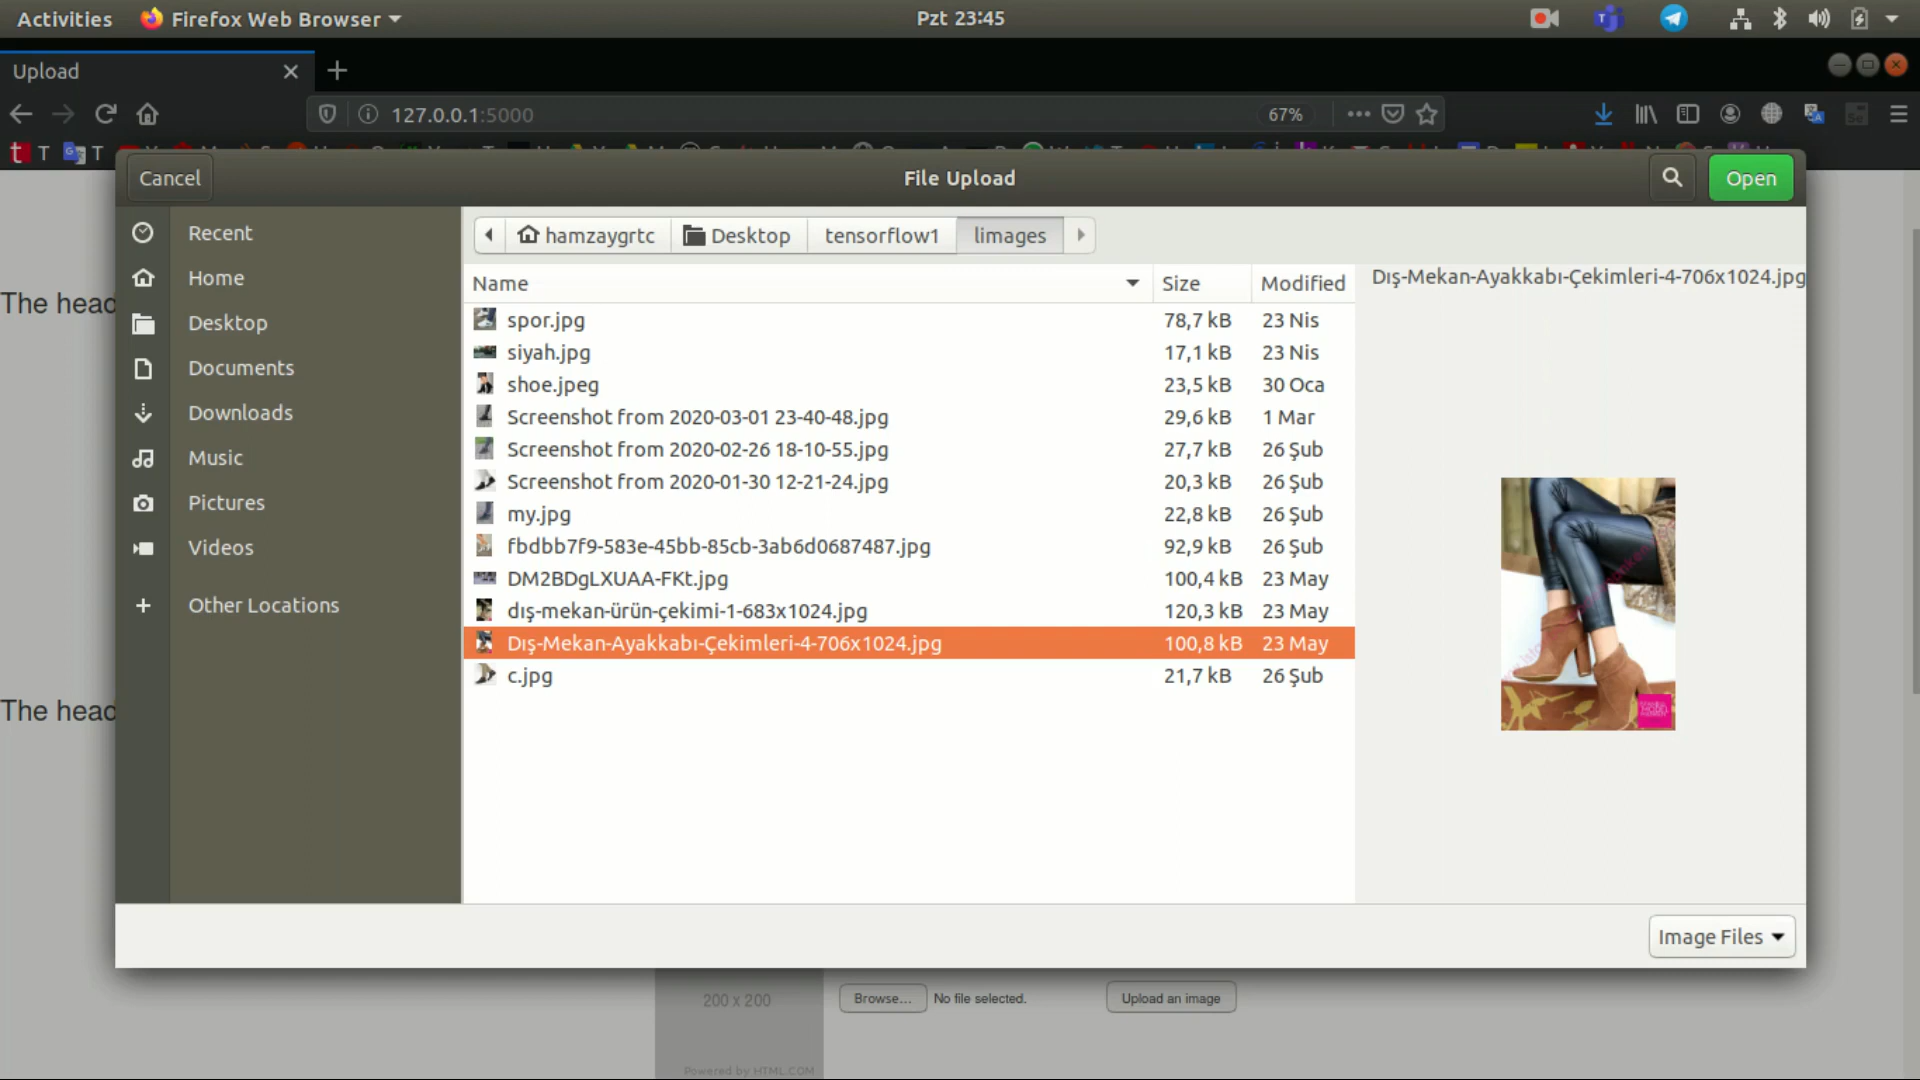 Activities
Firefox Web Browser
Pzt 23:45
Upload
127.0.0.1:5000
67%
Cancel
File Upload
Open
The head
The head
Recent
Home
Desktop
Documents
Downloads
Music
Pictures
Videos
Other Locations
hamzaygrtc
Desktop
tensorflow1
limages
Name
Size
Modified
spor.jpg 78,7 kB 23 Nis
siyah.jpg 17,1 kB 23 Nis
shoe.jpeg 23,5 kB 30 Oca
Screenshot from 2020-03-01 23-40-48.jpg 29,6 kB 1 Mar
Screenshot from 2020-02-26 18-10-55.jpg 27,7 kB 26 Şub
Screenshot from 2020-01-30 12-21-24.jpg 20,3 kB 26 Şub
my.jpg 22,8 kB 26 Şub
fbdbb7f9-583e-45bb-85cb-3ab6d0687487.jpg 92,9 kB 26 Şub
DM2BDgLXUAA-FKt.jpg 100,4 kB 23 May
dış-mekan-ürün-çekimi-1-683x1024.jpg 120,3 kB 23 May
Dış-Mekan-Ayakkabı-Çekimleri-4-706x1024.jpg 100,8 kB 23 May
c.jpg 21,7 kB 26 Şub
Dış-Mekan-Ayakkabı-Çekimleri-4-706x1024.jpg
Image Files
200 x 200
Browse...
No file selected.
Upload an image
Powered by HTML.COM